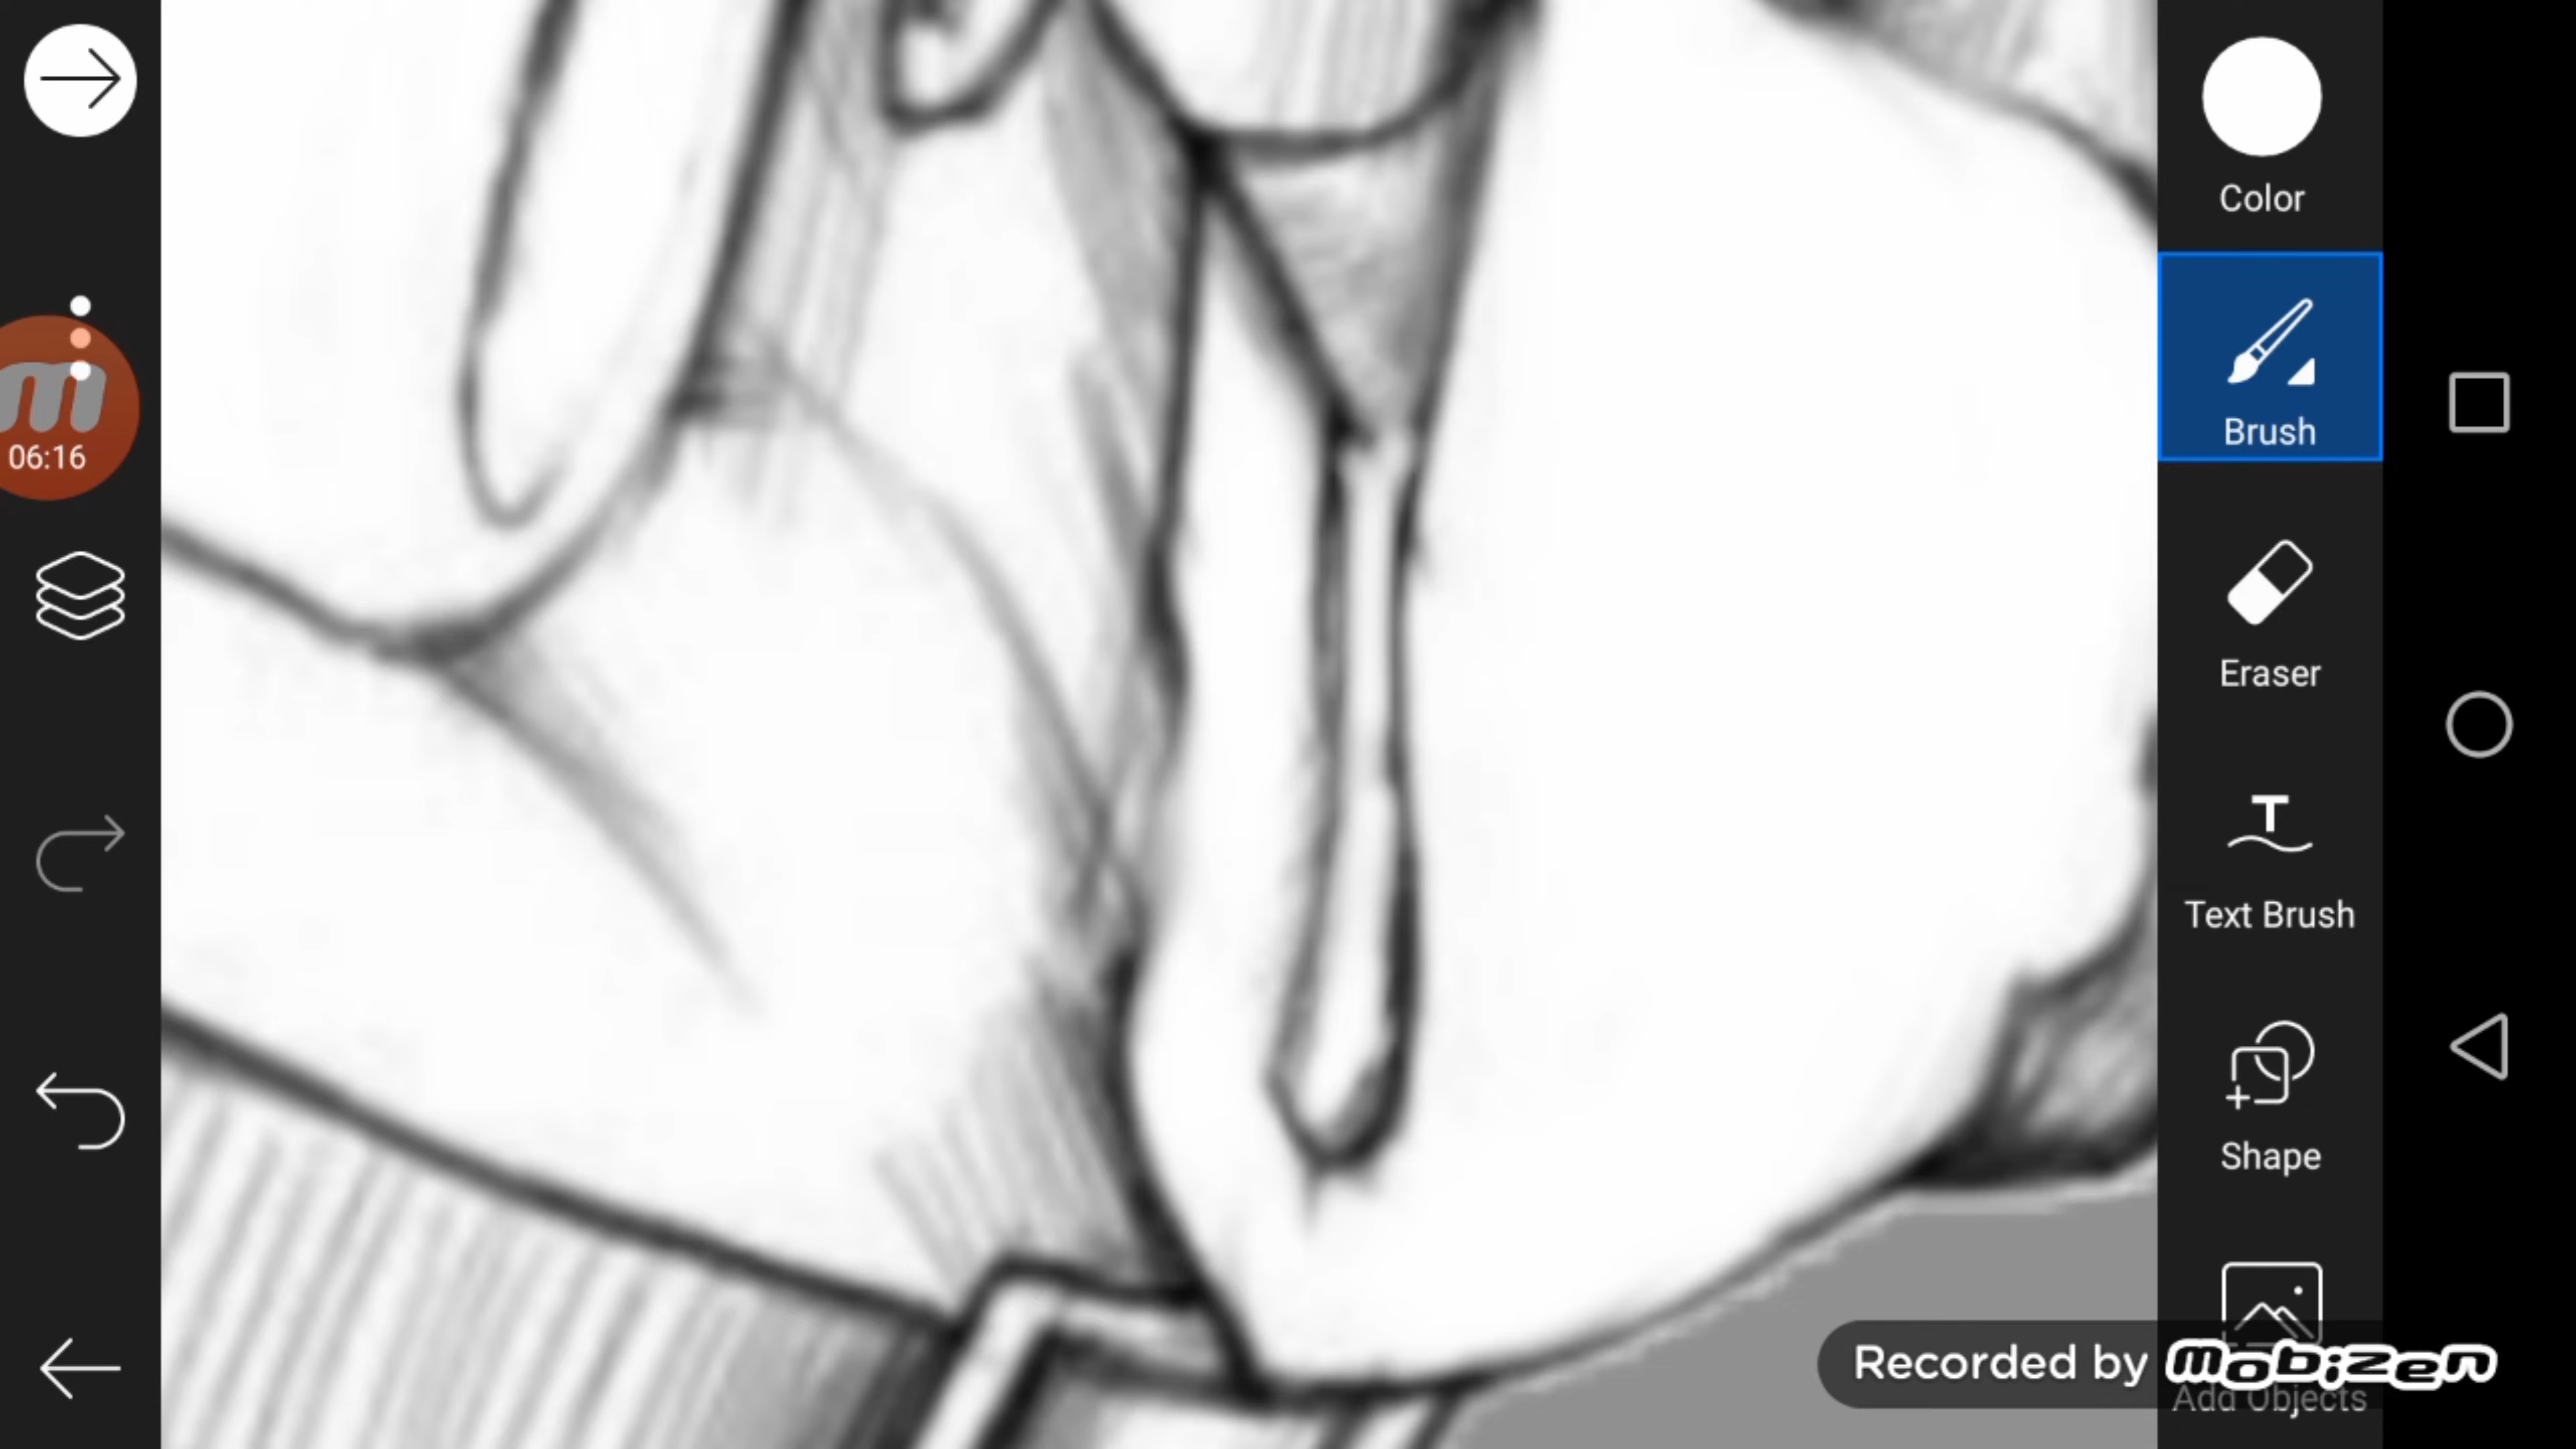 Color
Brush
m
06:16
Eraser
T
Text Brush
Shape
Recorded by mobizen
Add Objects